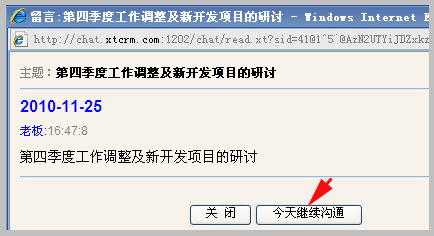 留言:第四季度工作调整及新开发项目的研讨 - Windows Internet E
http://chat.xtcrm.com:1202/chat/read.xt?sid=41@1^5`@AzN2UTYiJDZxkz
主题：第四季度工作调整及新开发项目的研讨
2010-11-25
老板:16:47:8
第四季度工作调整及新开发项目的研讨
关 闭
今天继续沟通